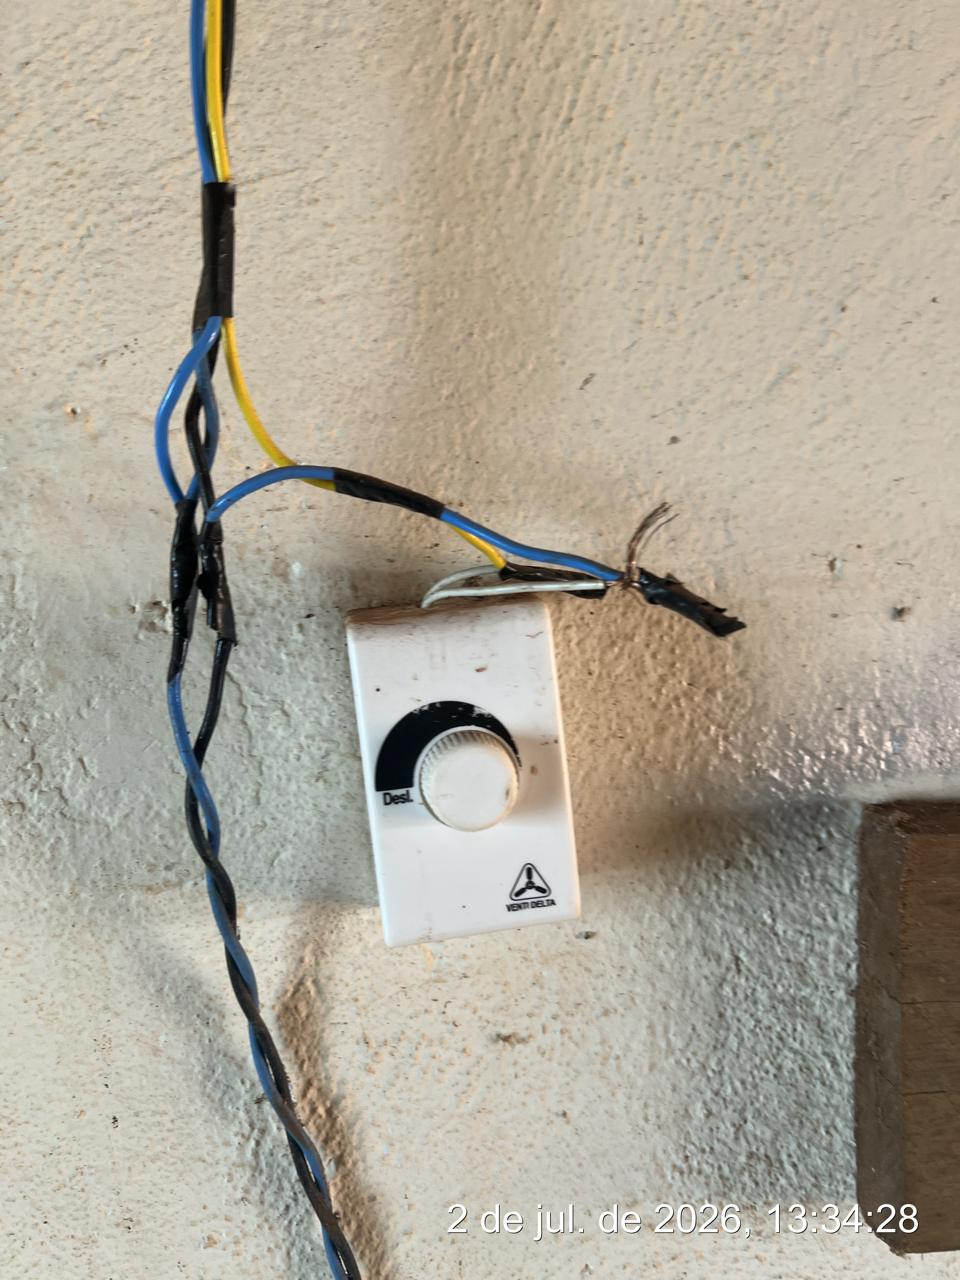 Desl.
VENTI DELTA
2 de jul. de 2026, 13:34:28